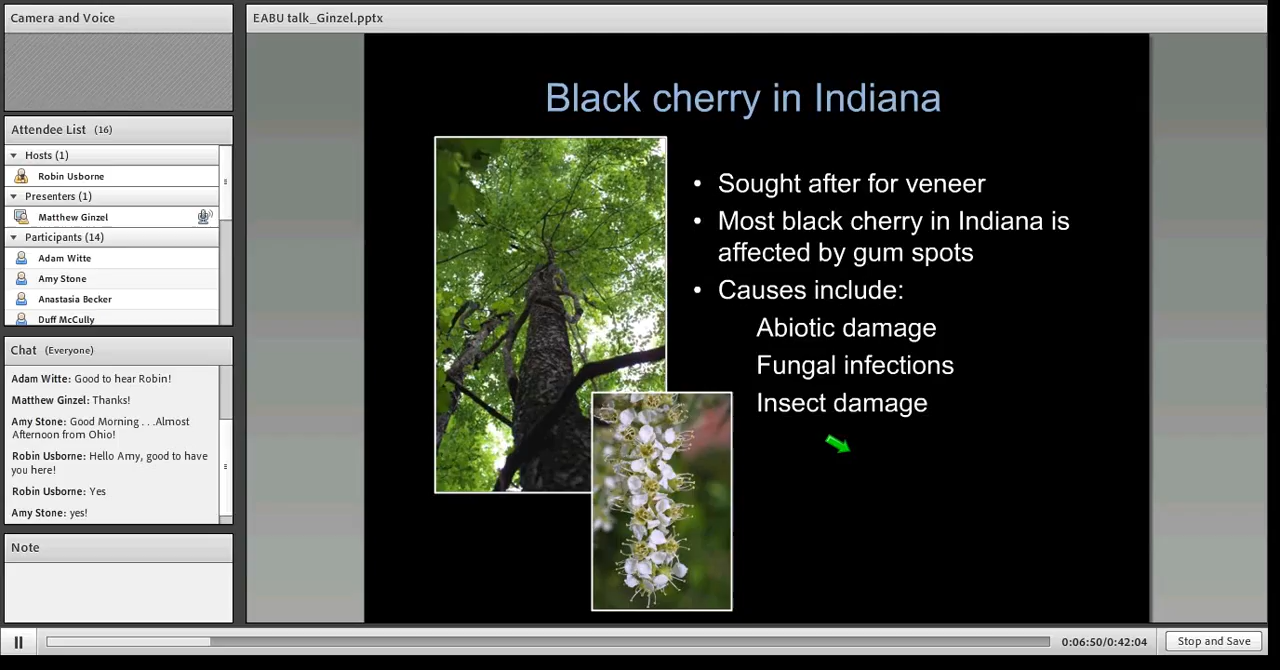 Camera and Voice
Attendee List (16)
Hosts (1)
Robin Usborne
Presenters (1)
Matthew Ginzel
Participants (14)
Adam Witte
Amy Stone
Anastasia Becker
Duff McCully
Chat (Everyone)
Adam Witte: Good to hear Robin!
Matthew Ginzel: Thanks!
Amy Stone: Good Morning . . .Almost
Afternoon from Ohio!
Robin Usborne: Hello Amy, good to have
you here!
Robin Usborne: Yes
Amy Stone: yes!
Note
EABU talk_Ginzel.pptx
Black cherry in Indiana
• Sought after for veneer
• Most black cherry in Indiana is
affected by gum spots
• Causes include:
Abiotic damage
Fungal infections
Insect damage
0:06:50/0:42:04
Stop and Save